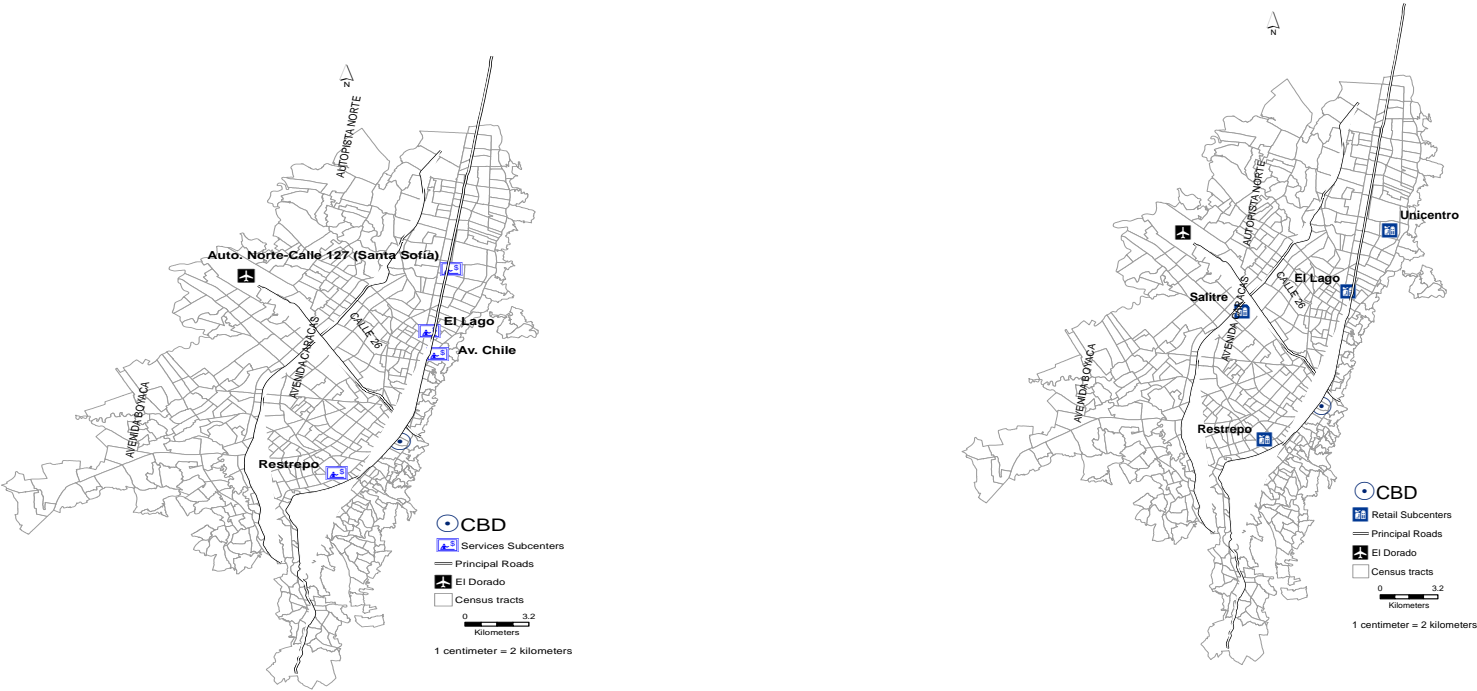 N
AUTOPISTA NORTE
Auto. Norte-Calle 127 (Santa Sofía)
$
El Lago
$
CALLE 26
Av. Chile
$
AVENIDA CARACAS
AVENIDA BOYACA
Restrepo
$
CBD
$ Services Subcenters
Principal Roads
El Dorado
Census tracts
0 3.2
Kilometers
1 centimeter = 2 kilometers
N
AUTOPISTA NORTE
Unicentro
El Lago
CALLE 26
Salitre
AVENIDA CARACAS
AVENIDA BOYACA
Restrepo
CBD
Retail Subcenters
Principal Roads
El Dorado
Census tracts
0 3.2
Kilometers
1 centimeter = 2 kilometers